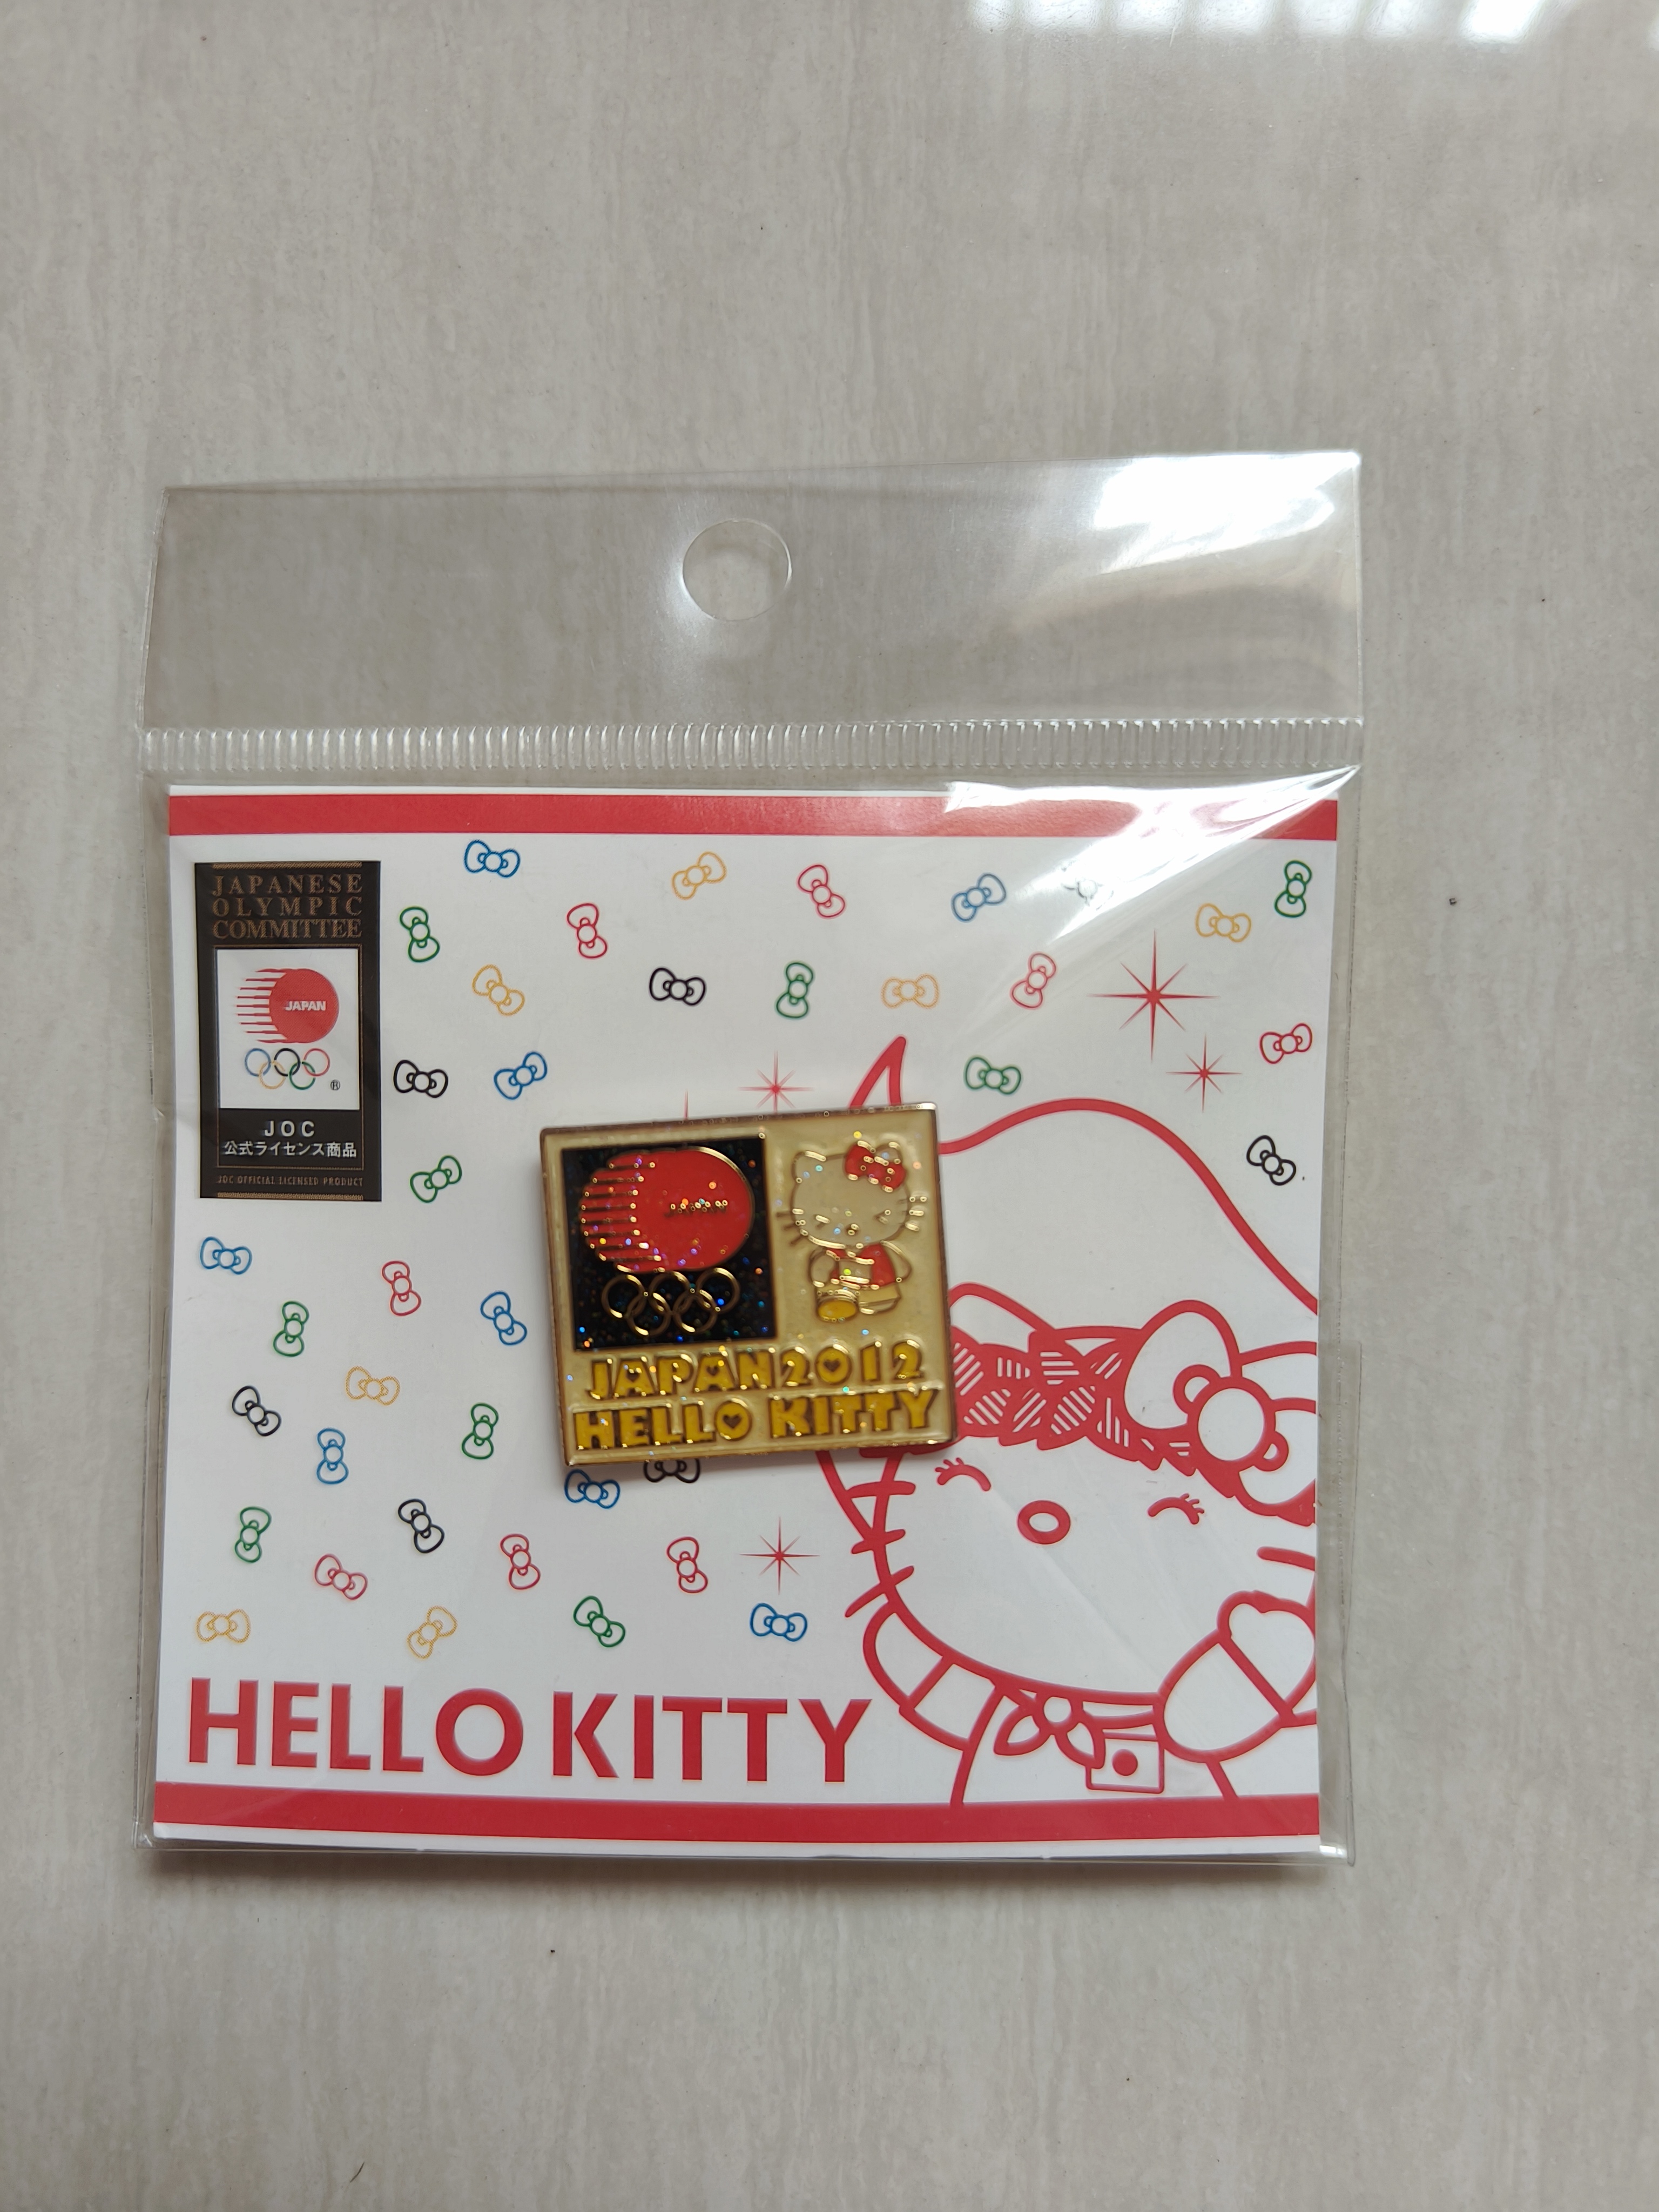 JAPANESE
OLYMPIC
COMMITTEE
JAPAN
®
JOC
公式ライセンス商品
JOC OFFICIAL LICENSED PRODUCT
JAPAN
JAPAN2012
HELLO KITTY
HELLO KITTY